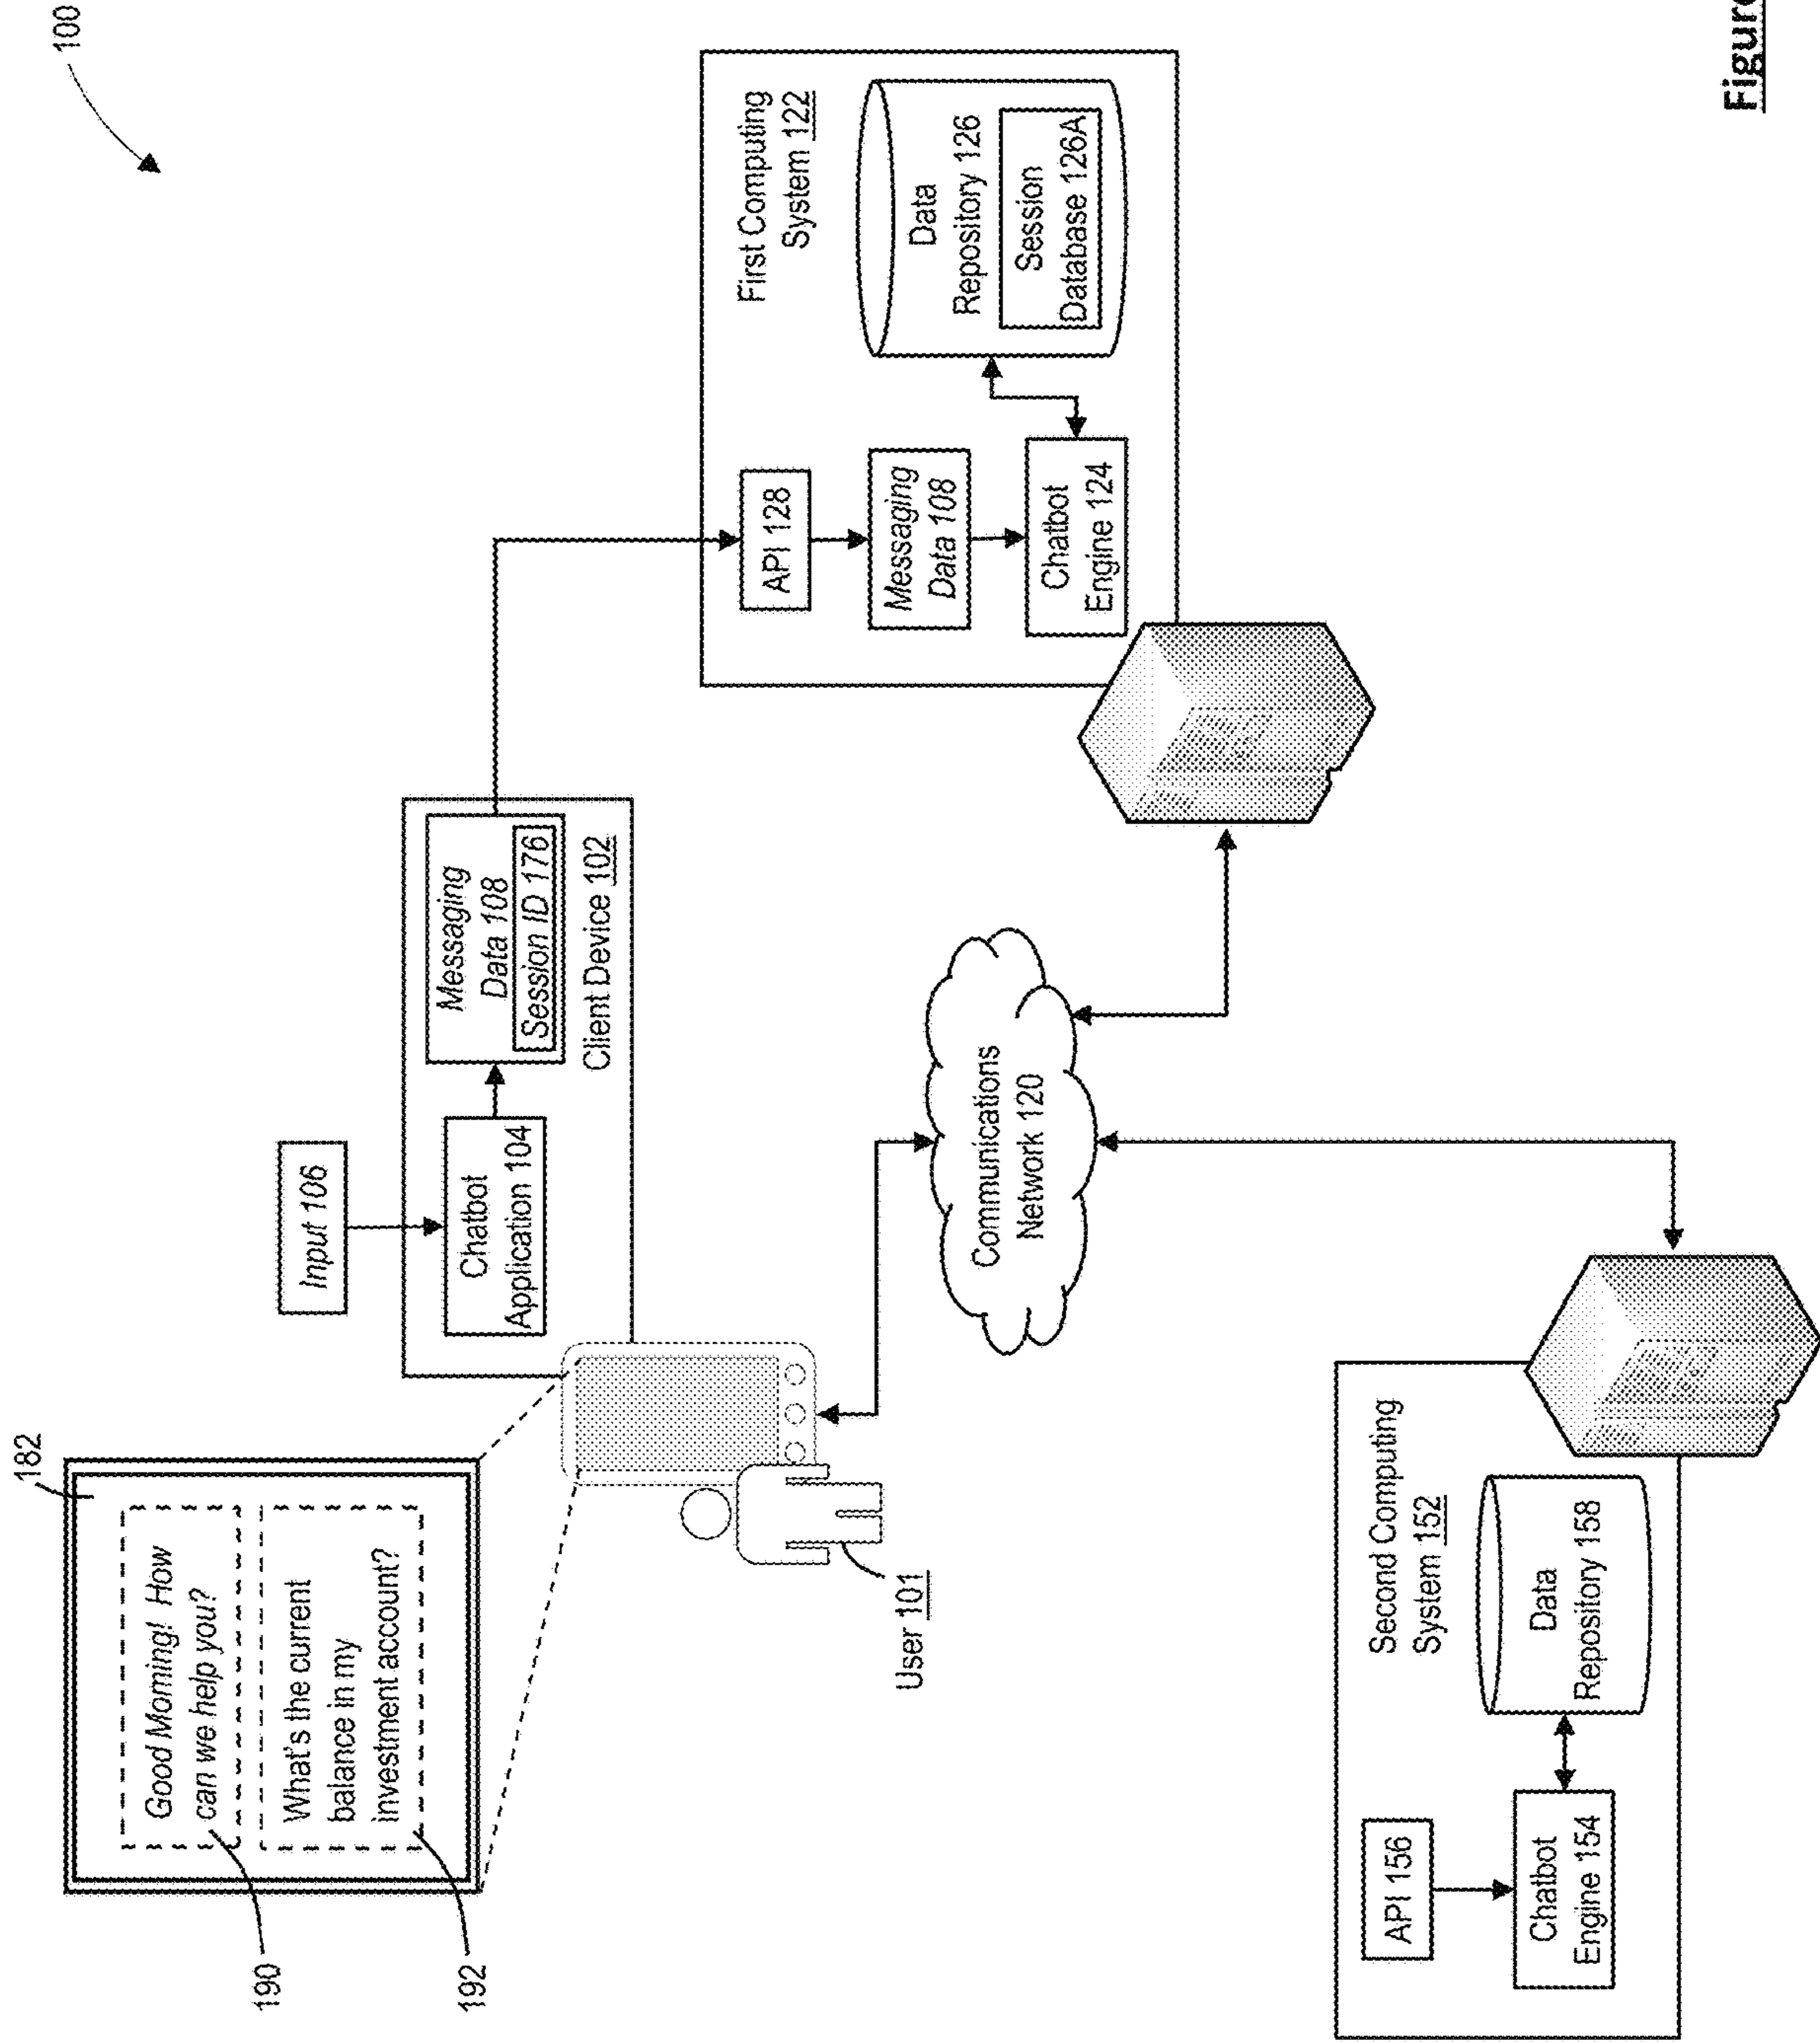 100
182
Good Morning! How
can we help you?
190
What's the current
balance in my
investment account?
192
Input 106
Chatbot
Application 104
Messaging
Data 108
Session ID 176
Client Device 102
User 101
First Computing
System 122
API 128
Messaging
Data 108
Chatbot
Engine 124
Data
Repository 126
Session
Database 126A
Communications
Network 120
Second Computing
System 152
API 156
Chatbot
Engine 154
Data
Repository 158
Figure